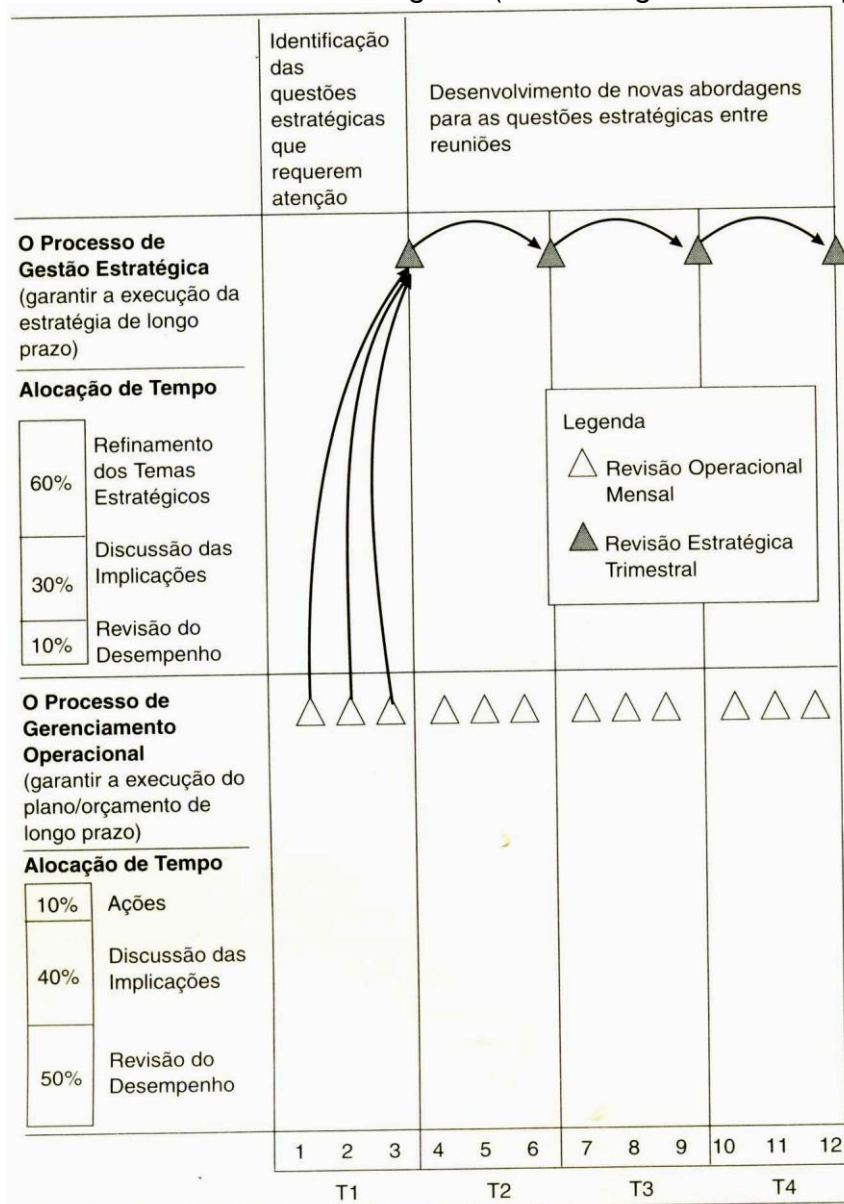 Identificação
das
questões
estratégicas
que
requerem
atenção
Desenvolvimento de novas abordagens
para as questões estratégicas entre
reuniões
O Processo de
Gestão Estratégica
(garantir a execução da
estratégia de longo
prazo)
Alocação de Tempo
60%
Refinamento
dos Temas
Estratégicos
30%
Discussão das
Implicações
10%
Revisão do
Desempenho
Legenda
Revisão Operacional
Mensal
Revisão Estratégica
Trimestral
O Processo de
Gerenciamento
Operacional
(garantir a execução do
plano/orçamento de
longo prazo)
Alocação de Tempo
10%
Ações
40%
Discussão das
Implicações
50%
Revisão do
Desempenho
1 2 3 4 5 6 7 8 9 10 11 12
T1 T2 T3 T4